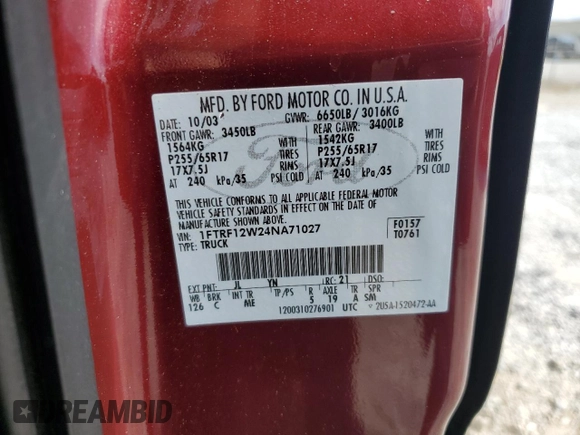 MFD. BY FORD MOTOR CO. IN U.S.A.
DATE: 10/03 GVWR: 6650LB/ 3016KG
FRONT GAWR: 3450LB REAR GAWR: 3400LB
1564KG WITH 1542KG WITH
P255/65R17 TIRES P255/65R17 TIRES
17X7.5J RIMS 17X7.5J RIMS
AT 240 kPa/35 PSI COLD AT 240 kPa/35 PSI COLD
THIS VEHICLE CONFORMS TO ALL APPLICABLE FEDERAL MOTOR
VEHICLE SAFETY STANDARDS IN EFFECT ON THE DATE OF
MANUFACTURE SHOWN ABOVE.
VIN: 1FTRF12W24NA71027 F0157
TYPE: TRUCK T0761
Ford
EXT PNT: JL YN RC: 21 DSO:
WB BRK INT TR TP/PS R AXLE TR SPR
126 C ME 5 19 A SM
1200310276901 UTC 2U5A-1520472-AA
DREAMBID